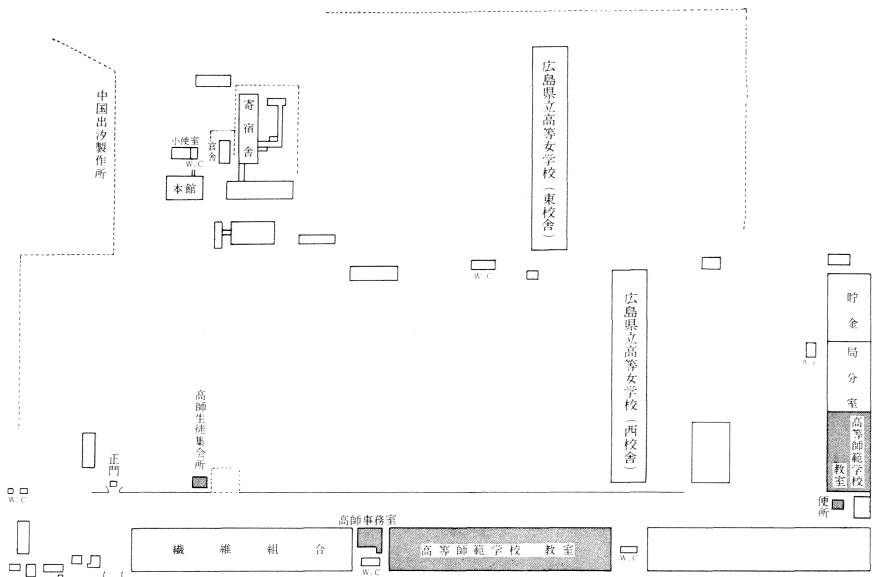 中国出汐製作所
小使室
W.C
本館
官舎
寄宿舎
広島県立高等女学校（東校舎）
W.C
広島県立高等女学校（西校舎）
貯金局分室
W.C
高等師範学校
教室
便所
高師生徒集会所
正門
W.C
高師事務室
繊維組合
W.C
高等師範学校 教室
W.C